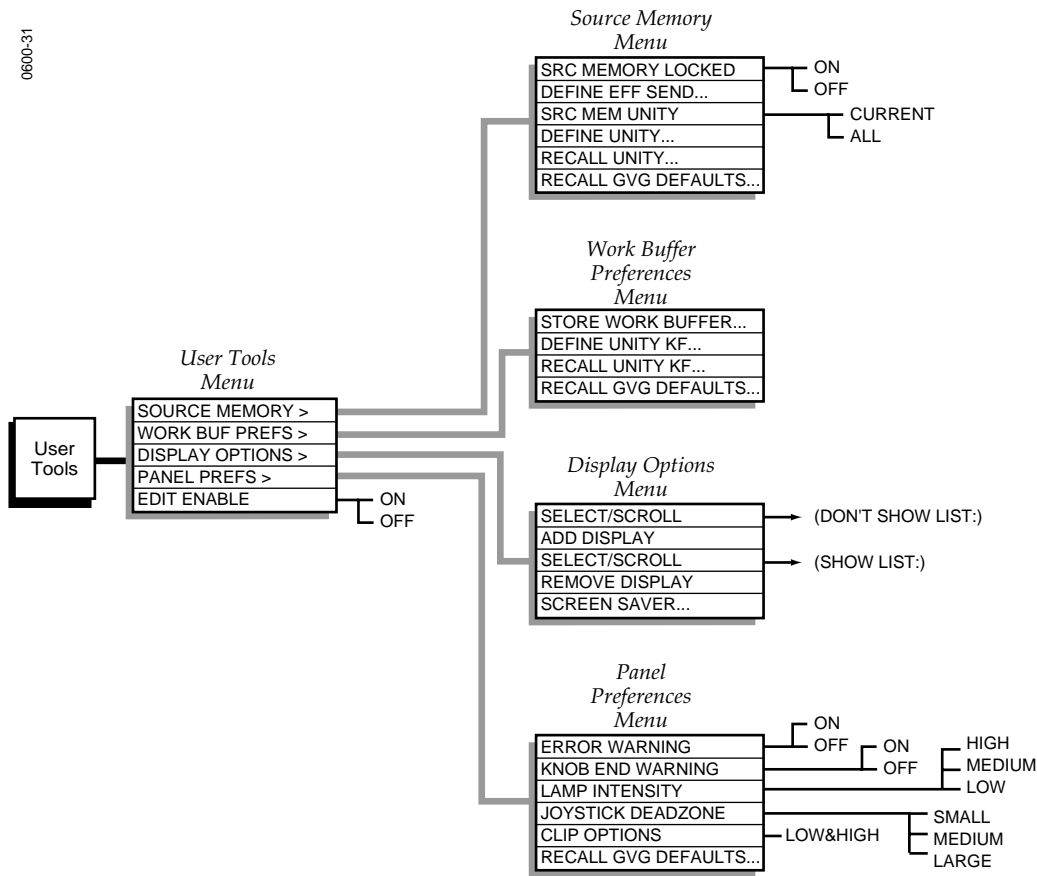 0600-31
Source Memory
Menu
SRC MEMORY LOCKED
ON
OFF
DEFINE EFF SEND...
SRC MEM UNITY
CURRENT
ALL
DEFINE UNITY...
RECALL UNITY...
RECALL GVG DEFAULTS...
Work Buffer
Preferences
Menu
STORE WORK BUFFER...
DEFINE UNITY KF...
RECALL UNITY KF...
RECALL GVG DEFAULTS...
User Tools
Menu
User
Tools
SOURCE MEMORY >
WORK BUF PREFS >
DISPLAY OPTIONS >
PANEL PREFS >
EDIT ENABLE
ON
OFF
Display Options
Menu
SELECT/SCROLL
(DON'T SHOW LIST:)
ADD DISPLAY
SELECT/SCROLL
(SHOW LIST:)
REMOVE DISPLAY
SCREEN SAVER...
Panel
Preferences
Menu
ERROR WARNING
ON
OFF
KNOB END WARNING
ON
OFF
LAMP INTENSITY
HIGH
MEDIUM
LOW
JOYSTICK DEADZONE
SMALL
MEDIUM
LARGE
CLIP OPTIONS
LOW&HIGH
RECALL GVG DEFAULTS...